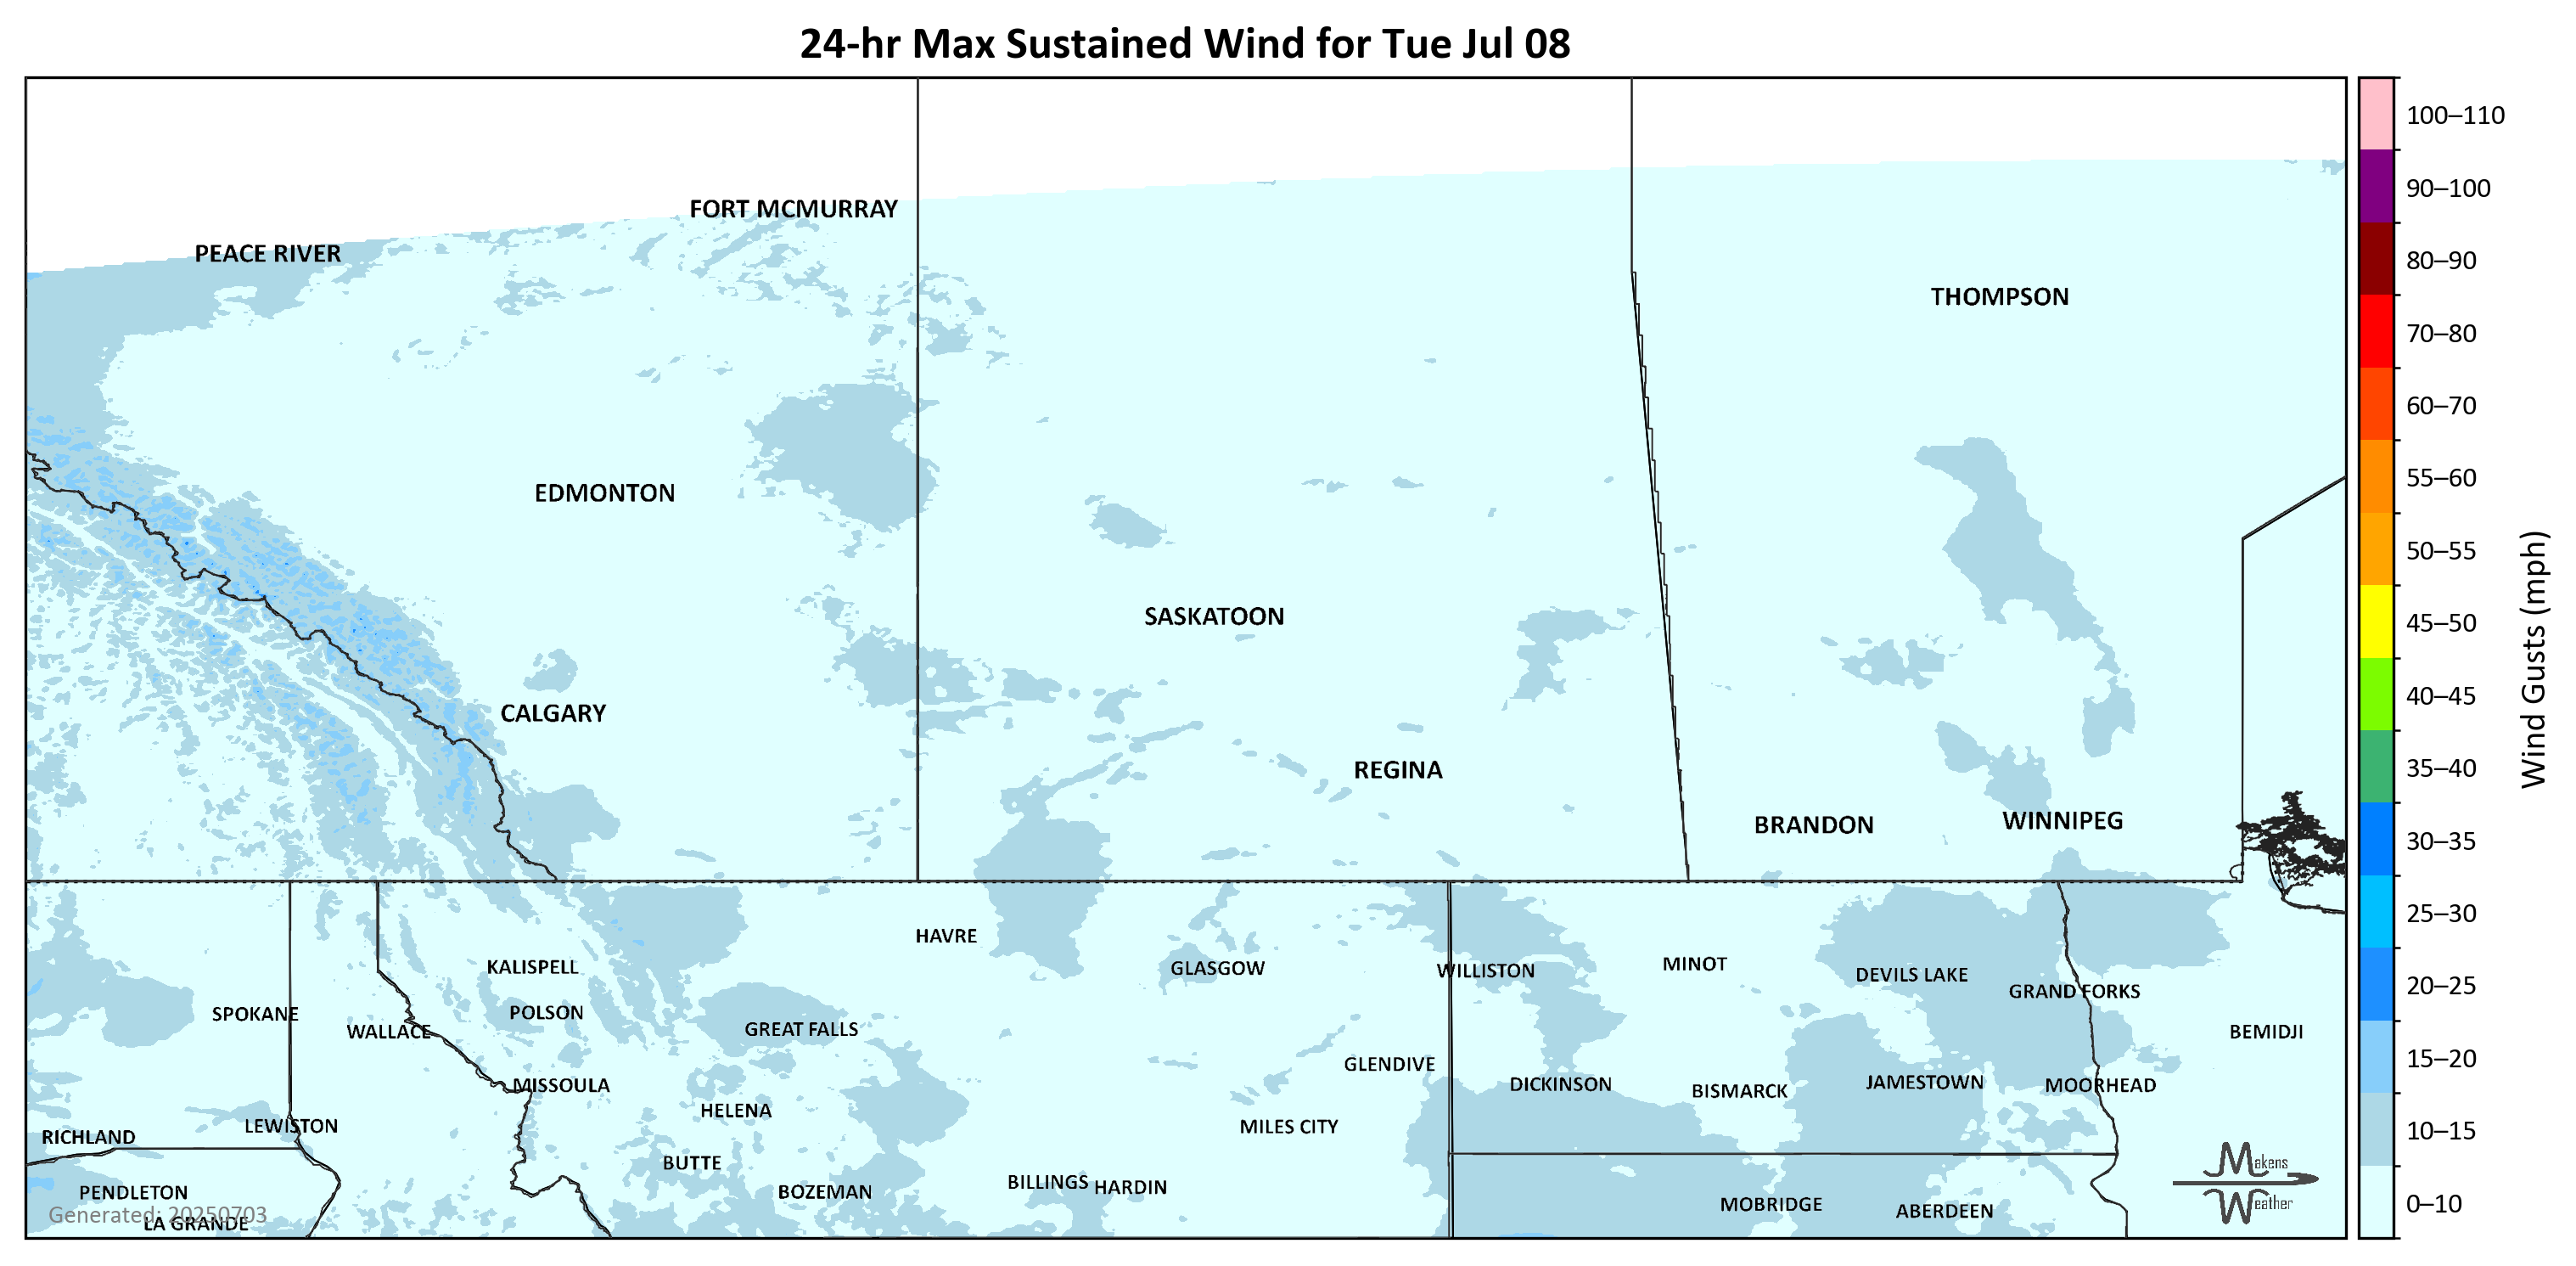 24-hr Max Sustained Wind for Tue Jul 08
100–110
FORT MCMURRAY
90–100
PEACE RIVER
80–90
THOMPSON
70–80
60–70
EDMONTON
55–60
50–55
SASKATOON
45–50
CALGARY
40–45
REGINA
35–40
BRANDON
WINNIPEG
30–35
Wind Gusts (mph)
HAVRE
25–30
KALISPELL
GLASGOW
WILLISTON
MINOT
DEVILS LAKE
20–25
POLSON
SPOKANE
GRAND FORKS
WALLACE
GREAT FALLS
BEMIDJI
15–20
GLENDIVE
MISSOULA
DICKINSON
BISMARCK
JAMESTOWN
MOORHEAD
HELENA
LEWISTON
MILES CITY
10–15
RICHLAND
BUTTE
Makens
Weather
PENDLETON
BOZEMAN
BILLINGS
HARDIN
MOBRIDGE
ABERDEEN
0–10
Generated: 20250703
LA GRANDE